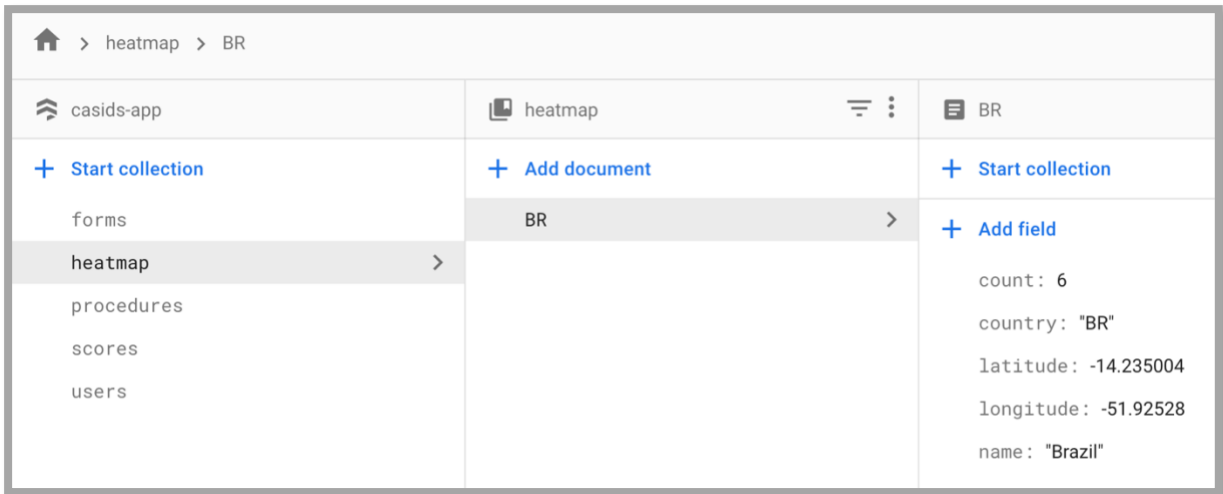 heatmap > BR
casids-app
Start collection
forms
heatmap
procedures
scores
users
heatmap
Add document
BR
BR
Start collection
Add field
count: 6
country: "BR"
latitude: -14.235004
longitude: -51.92528
name: "Brazil"